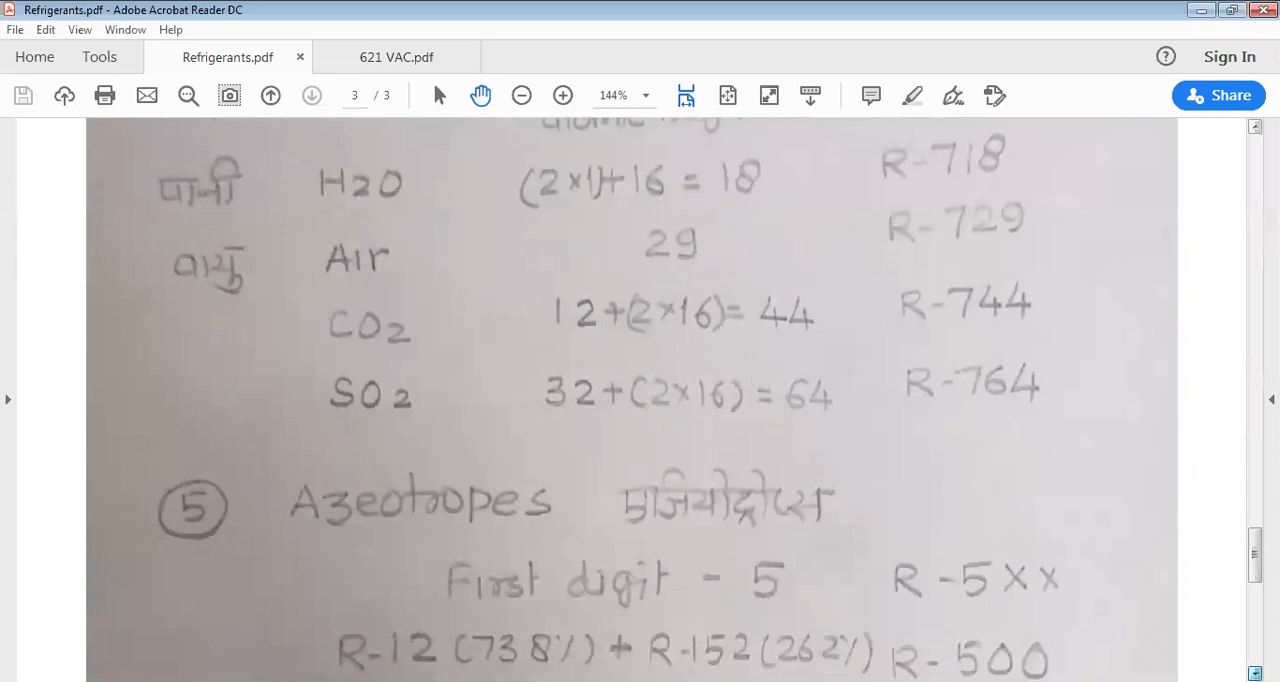 Refrigerants.pdf - Adobe Acrobat Reader DC
File Edit View Window Help
Home Tools Refrigerants.pdf × 621 VAC.pdf Sign In
3 / 3 144% Share
पानी H2O (2×1)+16 = 18 R-718
वायु Air 29 R-729
CO2 12+(2×16)= 44 R-744
SO2 32+(2×16) = 64 R-764
5 Azeotropes एजियोट्रोप्स
First digit - 5 R-5××
R-12 (73.8%) + R-152 (26.2%) R-500